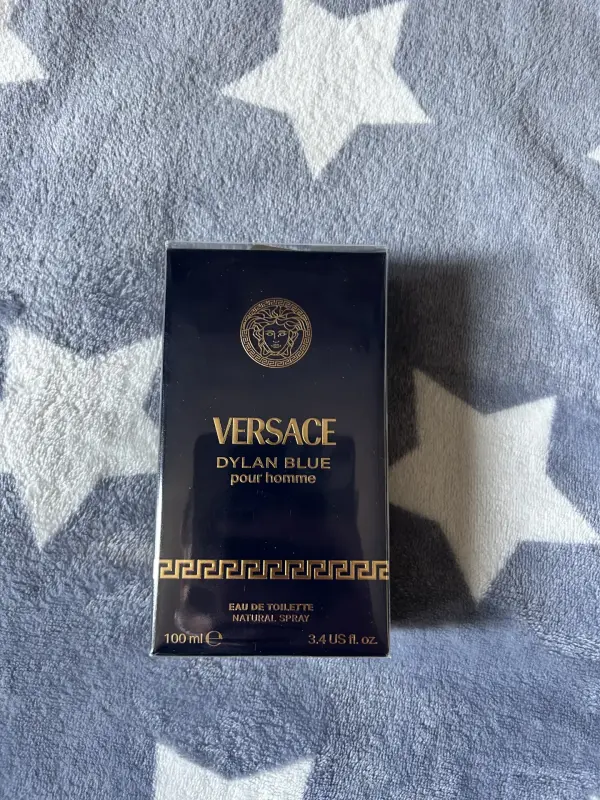 VERSACE
DYLAN BLUE
pour homme
EAU DE TOILETTE
NATURAL SPRAY
100 ml ℮ 3.4 US fl. oz.